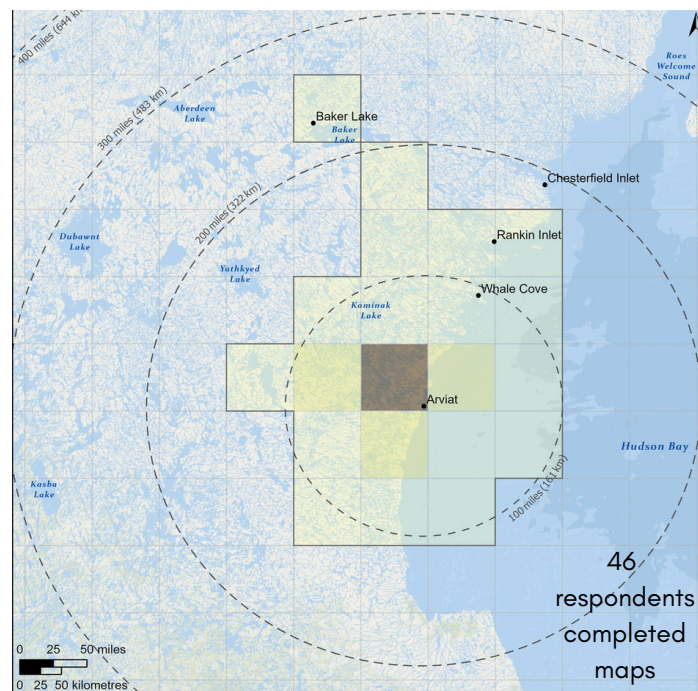 400 miles (644 km)
Roes
Welcome
Sound
300 miles (483 km)
Aberdeen
Lake
Baker Lake
Baker
Lake
Chesterfield Inlet
200 miles (322 km)
Dubawnt
Lake
Rankin Inlet
Yathkyed
Lake
Whale Cove
Kaminak
Lake
Arviat
Hudson Bay
Kasba
Lake
100 miles (161 km)
46
respondents
completed
maps
0 25 50 miles
0 25 50 kilometres